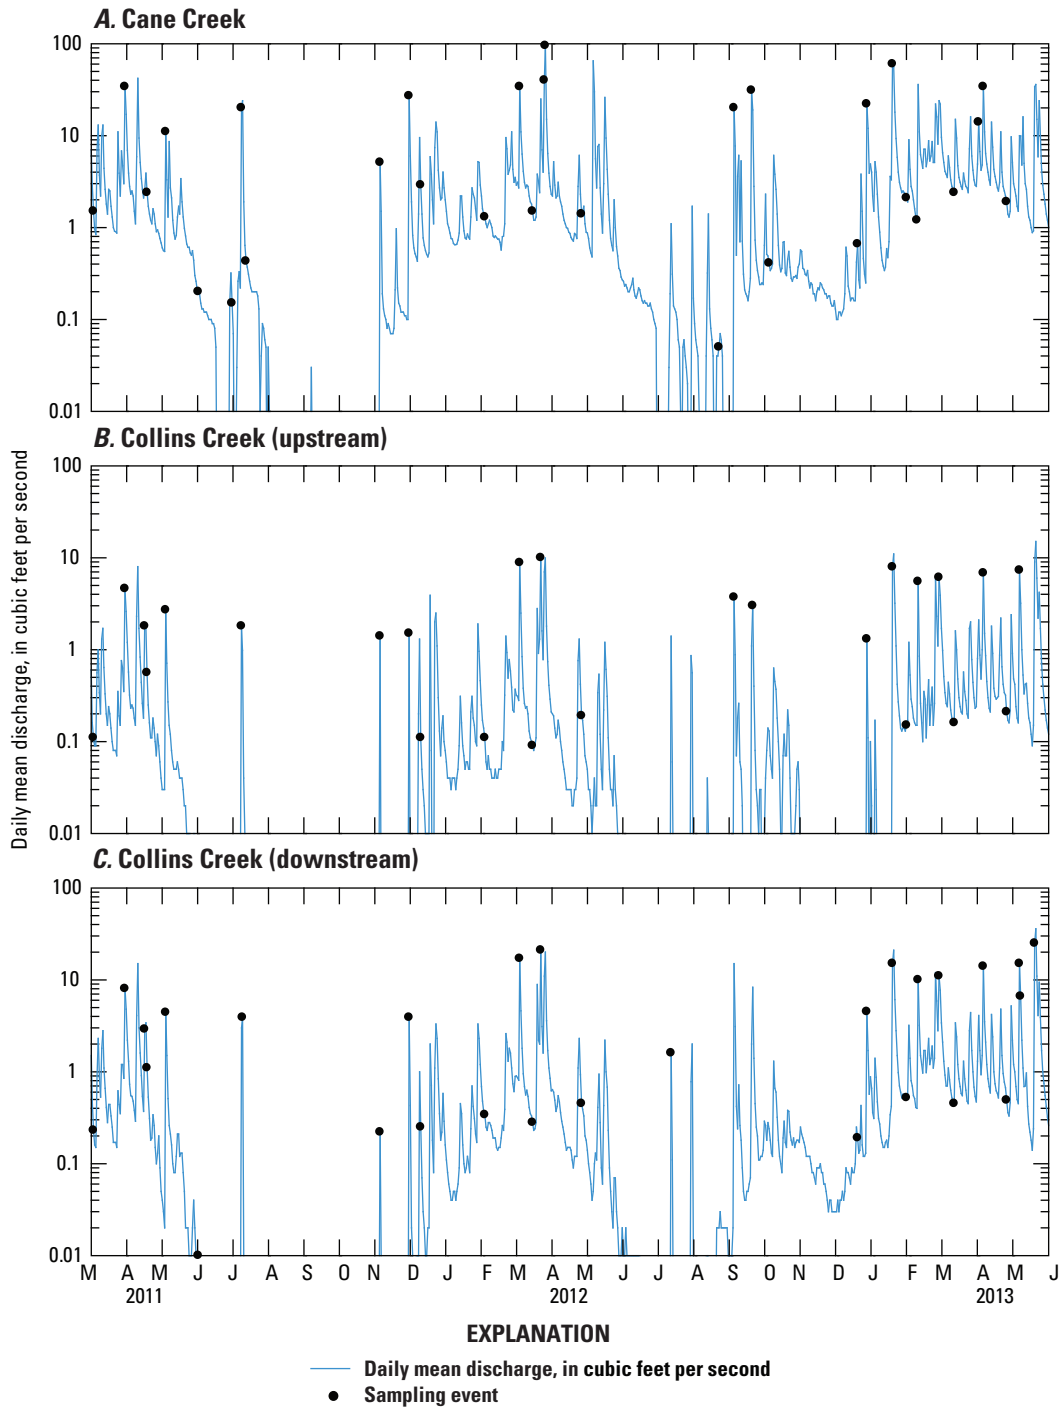 A. Cane Creek
100
10
1
0.1
0.01
B. Collins Creek (upstream)
100
10
1
0.1
0.01
C. Collins Creek (downstream)
100
10
1
0.1
0.01
Daily mean discharge, in cubic feet per second
M A M J J A S O N D J F M A M J J A S O N D J F M A M J
2011 2012 2013
EXPLANATION
Daily mean discharge, in cubic feet per second
Sampling event